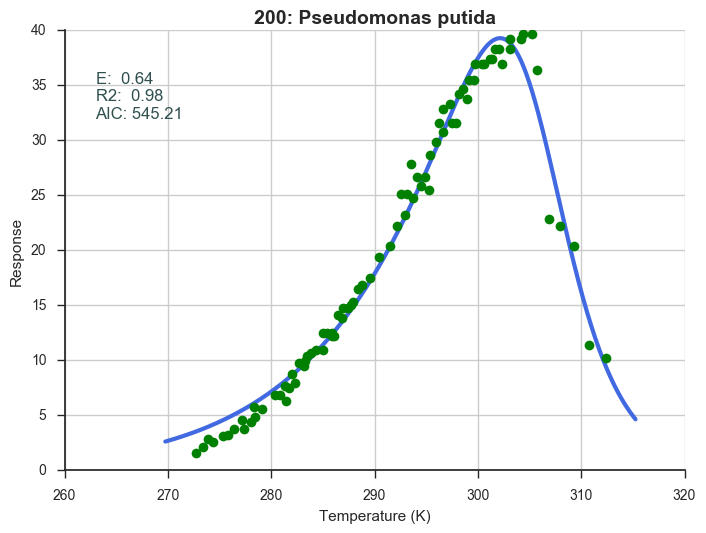 200: Pseudomonas putida
E:  0.64
R2:  0.98
AIC: 545.21
Response
40
35
30
25
20
15
10
5
0
260 270 280 290 300 310 320
Temperature (K)